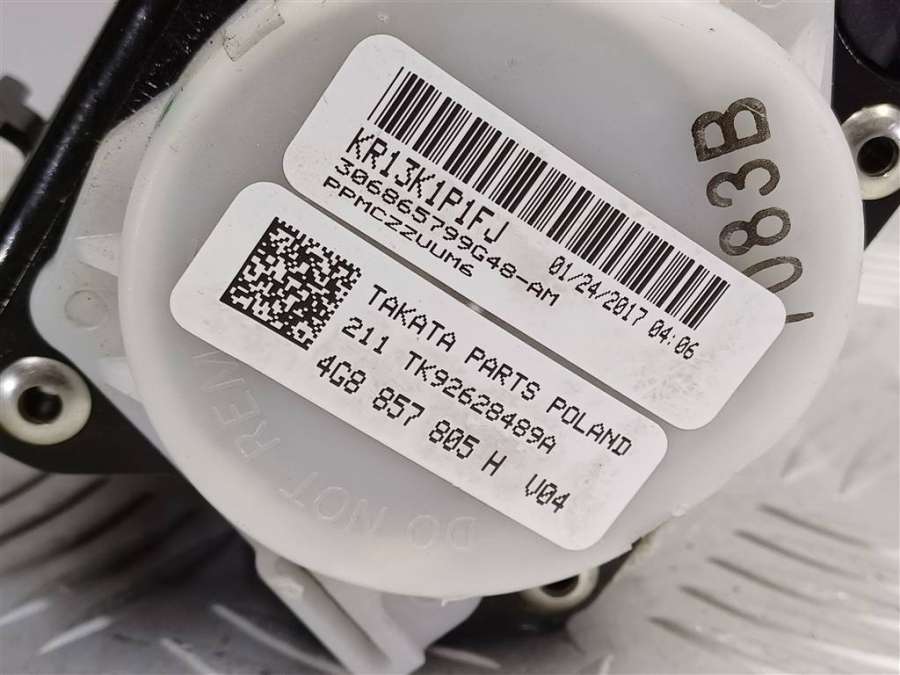 KR13K1P1FJ
306865799G48-AM
PPMCZZUUM6
01/24/2017 04:06
TAKATA PARTS POLAND
211 TK92628489A
4G8 857 805 H V04
083B
DO NOT